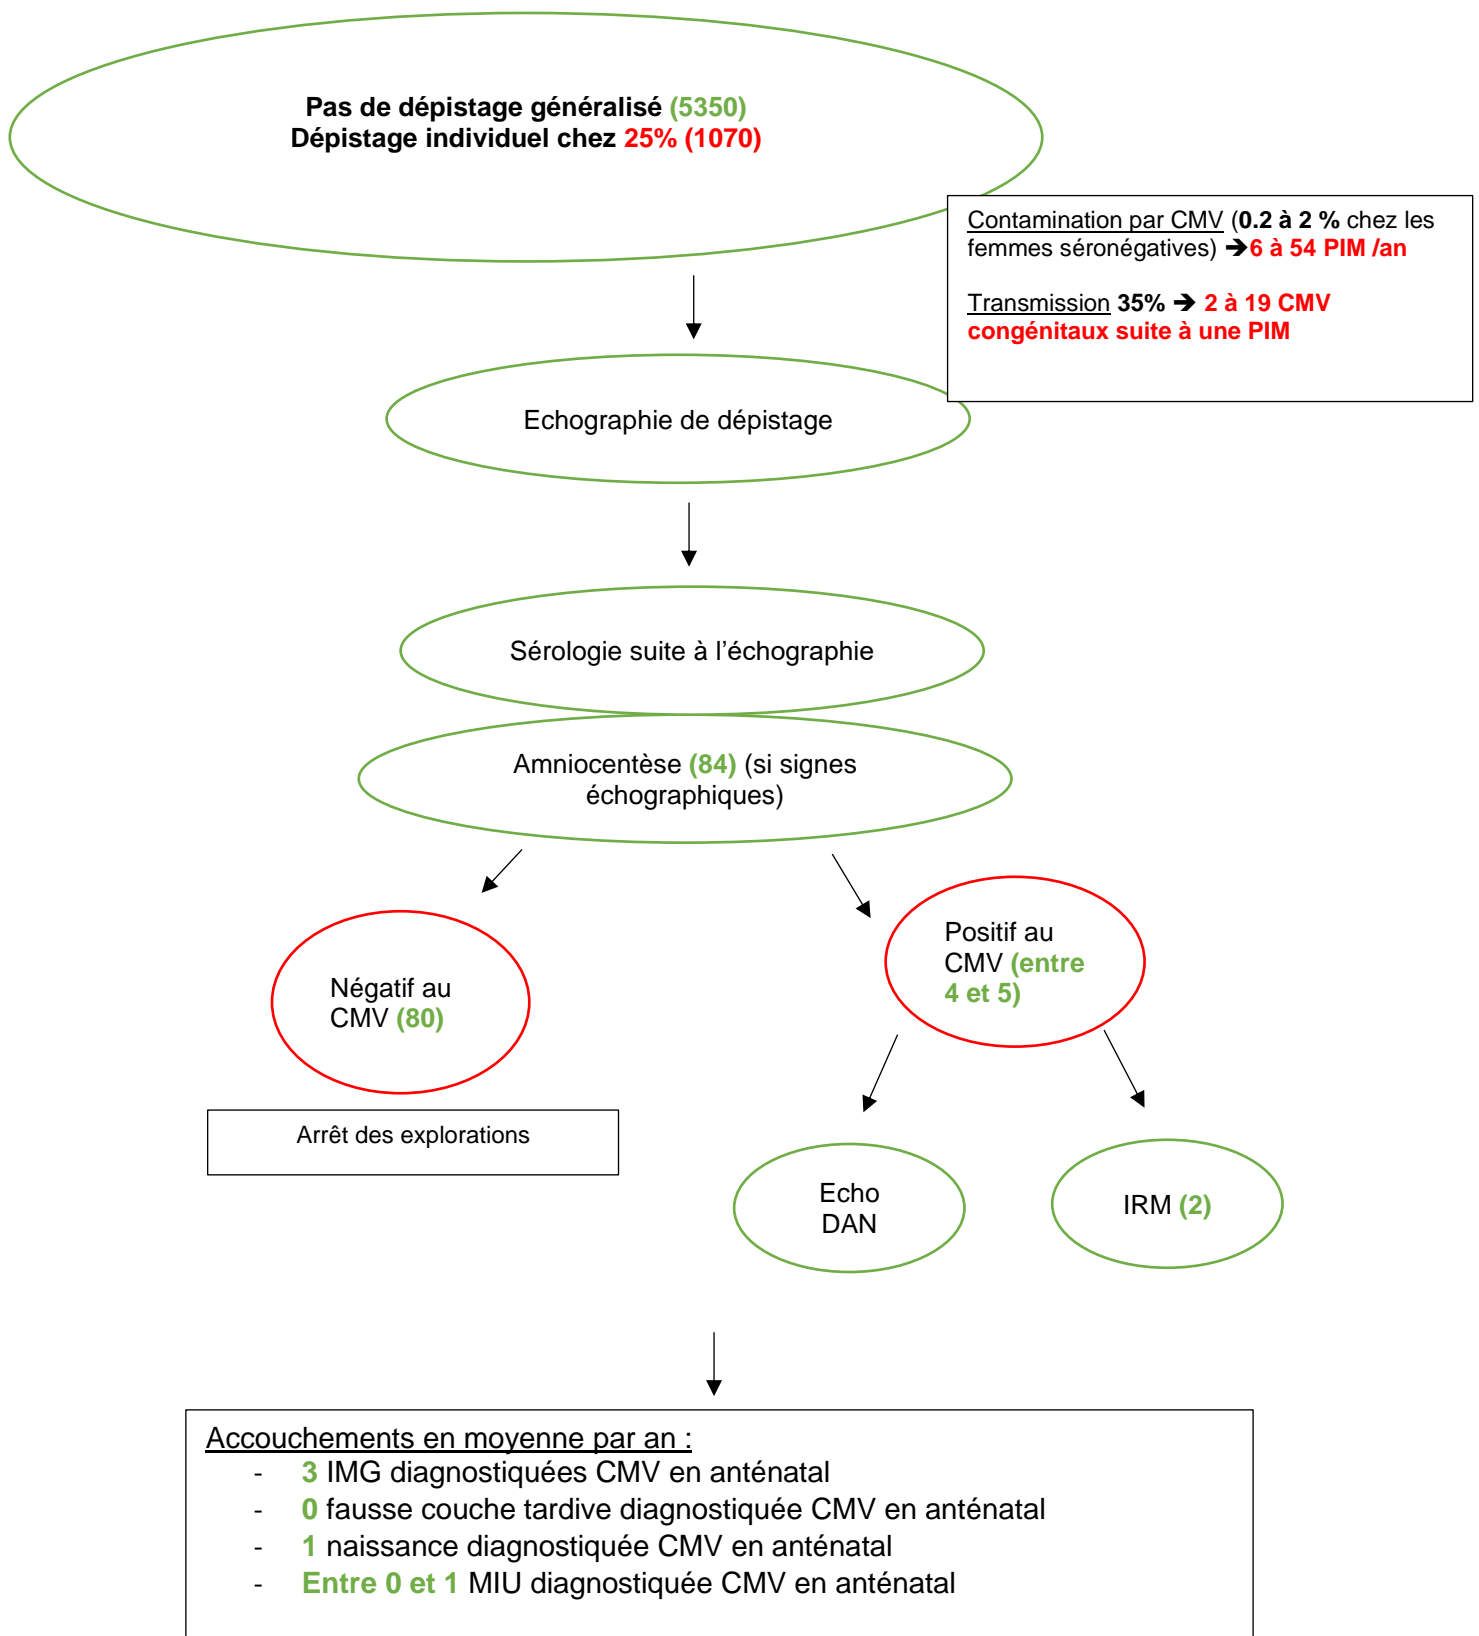 Pas de dépistage généralisé (5350)
Dépistage individuel chez 25% (1070)
Contamination par CMV (0.2 à 2 % chez les
femmes séronégatives) ➔6 à 54 PIM /an
Transmission 35% ➔ 2 à 19 CMV
congénitaux suite à une PIM
Echographie de dépistage
Sérologie suite à l’échographie
Amniocentèse (84) (si signes
échographiques)
Négatif au
CMV (80)
Positif au
CMV (entre
4 et 5)
Arrêt des explorations
Echo
DAN
IRM (2)
Accouchements en moyenne par an :
- 3 IMG diagnostiquées CMV en anténatal
- 0 fausse couche tardive diagnostiquée CMV en anténatal
- 1 naissance diagnostiquée CMV en anténatal
- Entre 0 et 1 MIU diagnostiquée CMV en anténatal